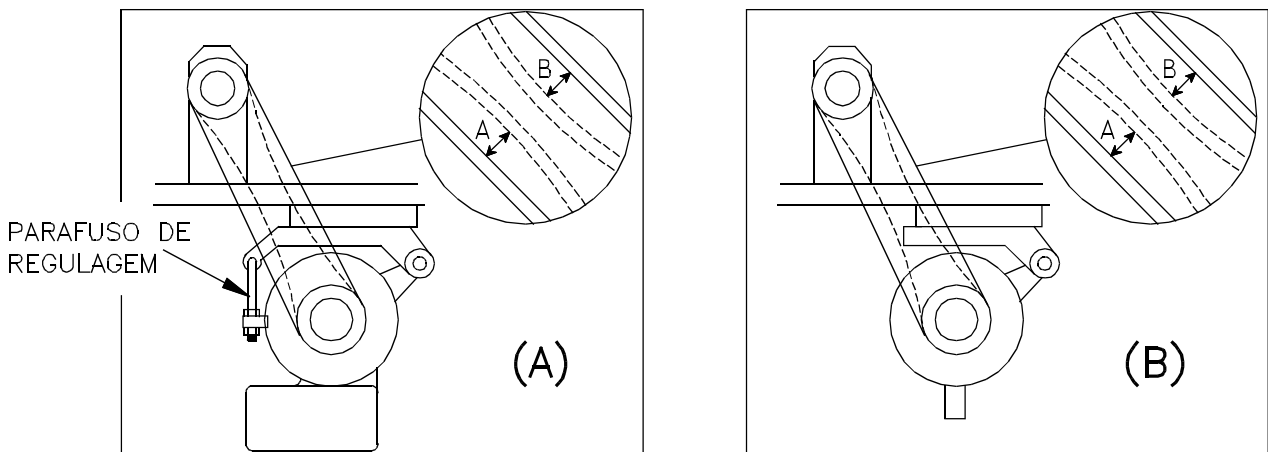 B
A
PARAFUSO DE
REGULAGEM
(A)
B
A
(B)